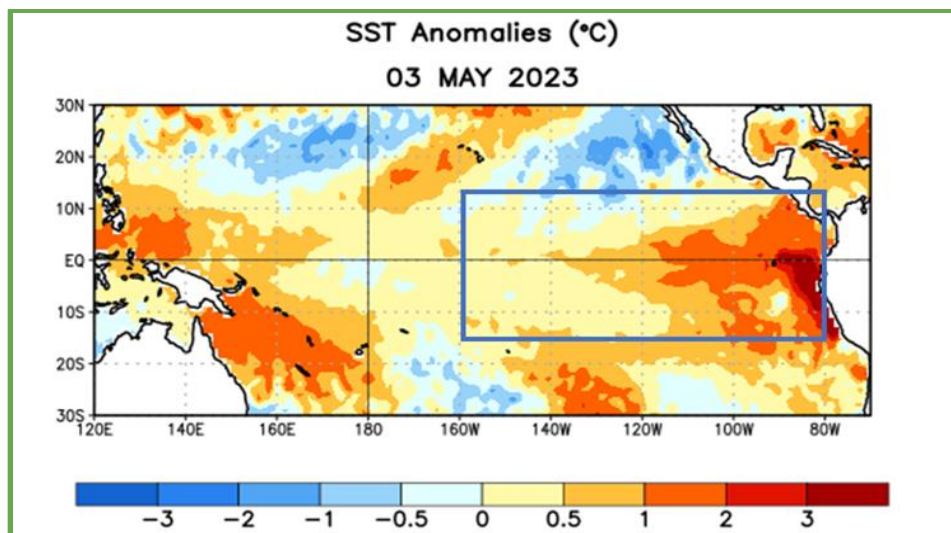 SST Anomalies (°C)
03 MAY 2023
30N
20N
10N
EQ
10S
20S
30S
120E 140E 160E 180 160W 140W 120W 100W 80W
-3 -2 -1 -0.5 0 0.5 1 2 3